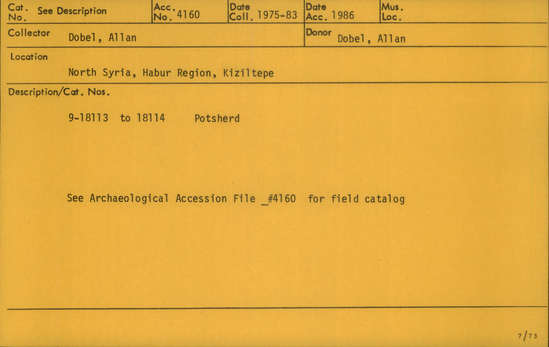 Cat. No. See Description Acc. No. 4160 Date Coll. 1975-83 Date Acc. 1986 Mus. Loc.
Collector Dobel, Allan Donor Dobel, Allan
Location
North Syria, Habur Region, Kiziltepe
Description/Cat. Nos.
9-18113 to 18114 Potsherd
See Archaeological Accession File _#4160 for field catalog
7/73